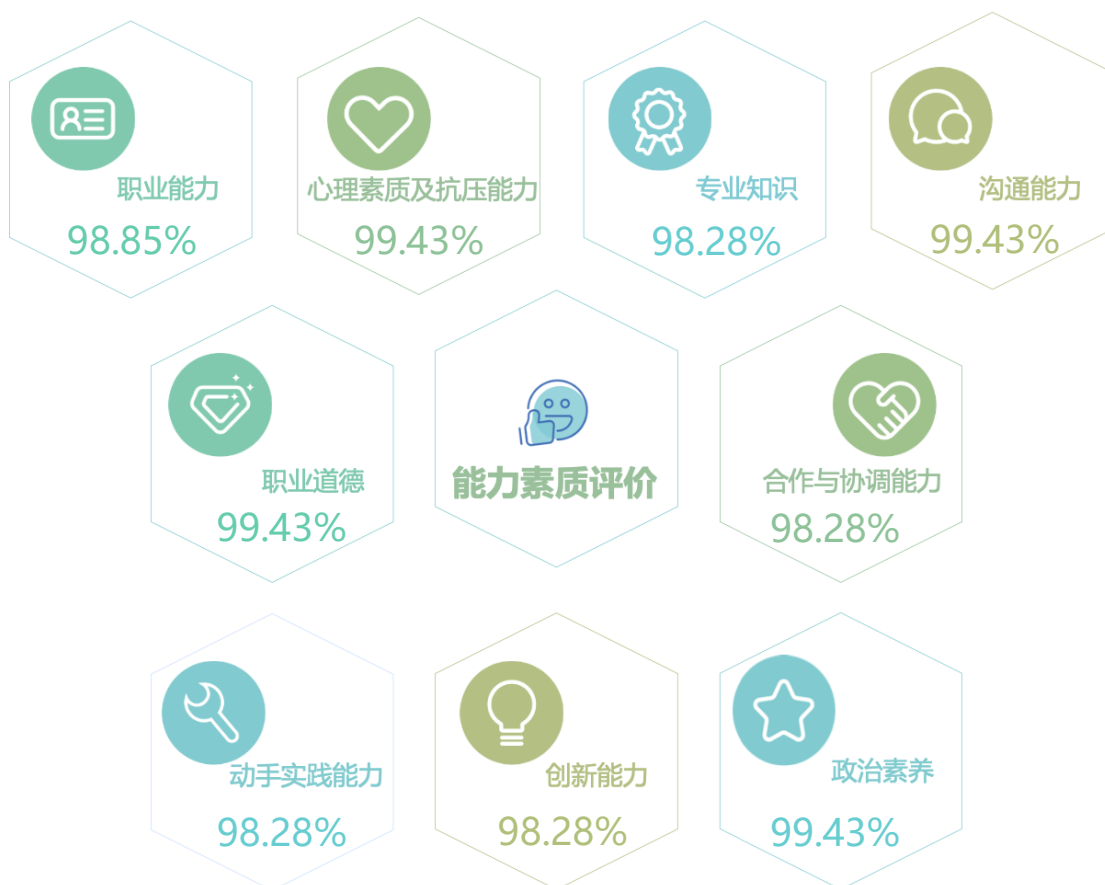 职业能力
98.85%
心理素质及抗压能力
99.43%
专业知识
98.28%
沟通能力
99.43%
职业道德
99.43%
能力素质评价
合作与协调能力
98.28%
动手实践能力
98.28%
创新能力
98.28%
政治素养
99.43%